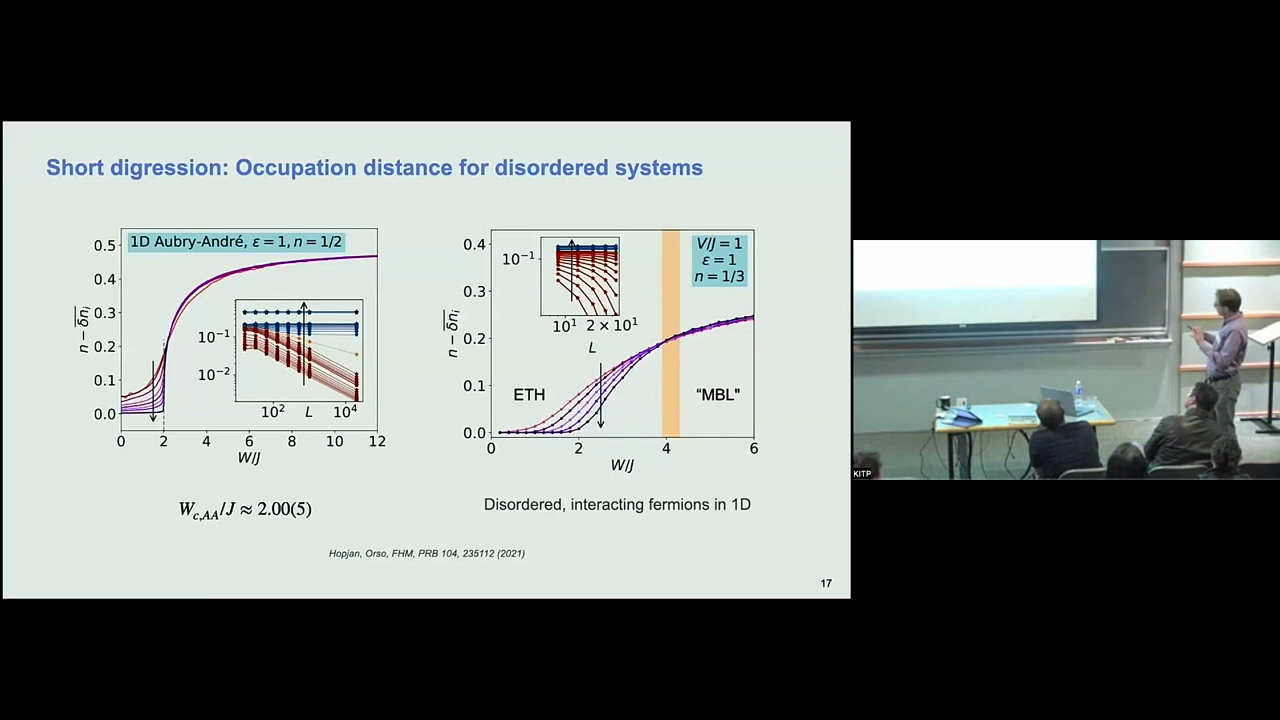 Short digression: Occupation distance for disordered systems
1D Aubry-André, ε = 1, n = 1/2
0.5
0.4
0.3
0.2
0.1
0.0
n − δn̅ᵢ
10⁻¹
10⁻²
10² L 10⁴
0 2 4 6 8 10 12
W/J
W_{c,AA}/J ≈ 2.00(5)
V/J = 1
ε = 1
n = 1/3
0.4
0.3
0.2
0.1
0.0
n − δn̅ᵢ
10⁻¹
10¹ 2 × 10¹
L
ETH
“MBL"
0 2 4 6
W/J
Disordered, interacting fermions in 1D
Hopjan, Orso, FHM, PRB 104, 235112 (2021)
17
KITP